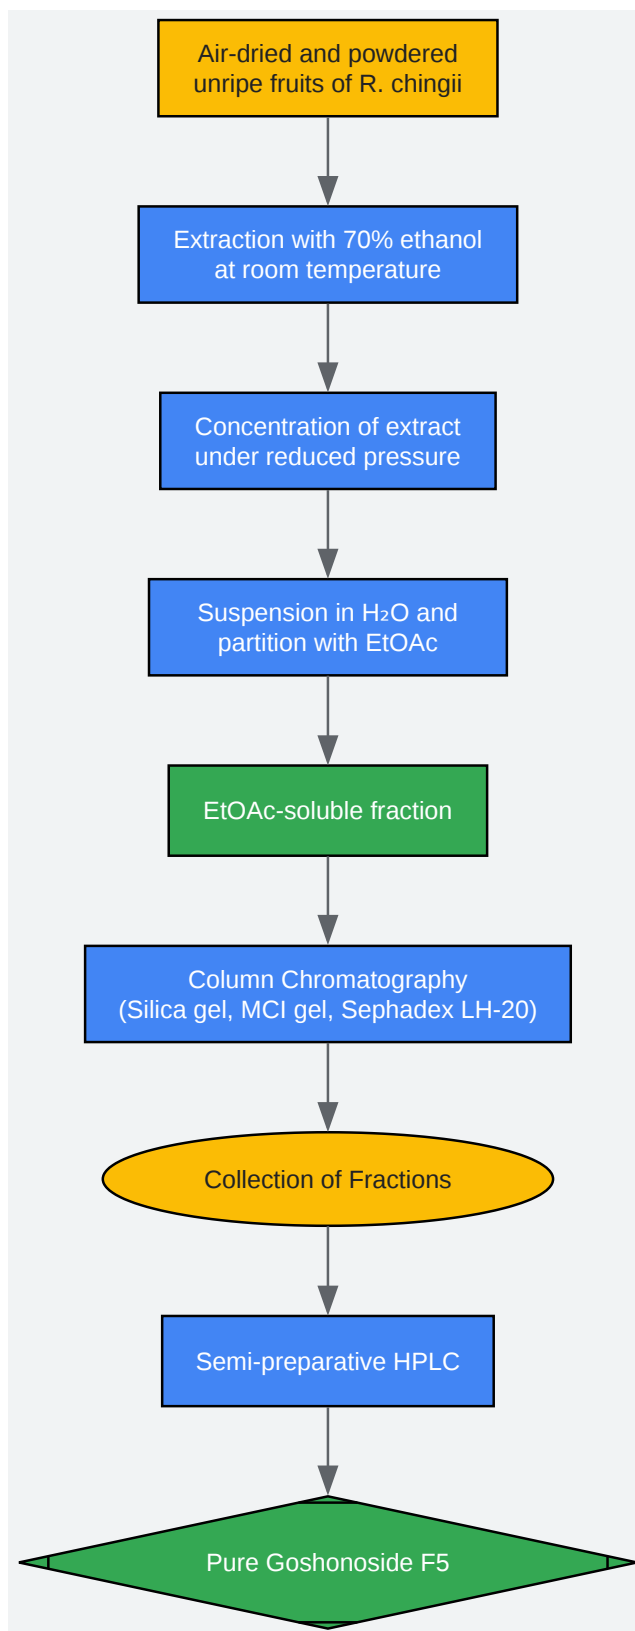 Air-dried and powdered
unripe fruits of R. chingii
Extraction with 70% ethanol
at room temperature
Concentration of extract
under reduced pressure
Suspension in H₂O and
partition with EtOAc
EtOAc-soluble fraction
Column Chromatography
(Silica gel, MCI gel, Sephadex LH-20)
Collection of Fractions
Semi-preparative HPLC
Pure Goshonoside F5